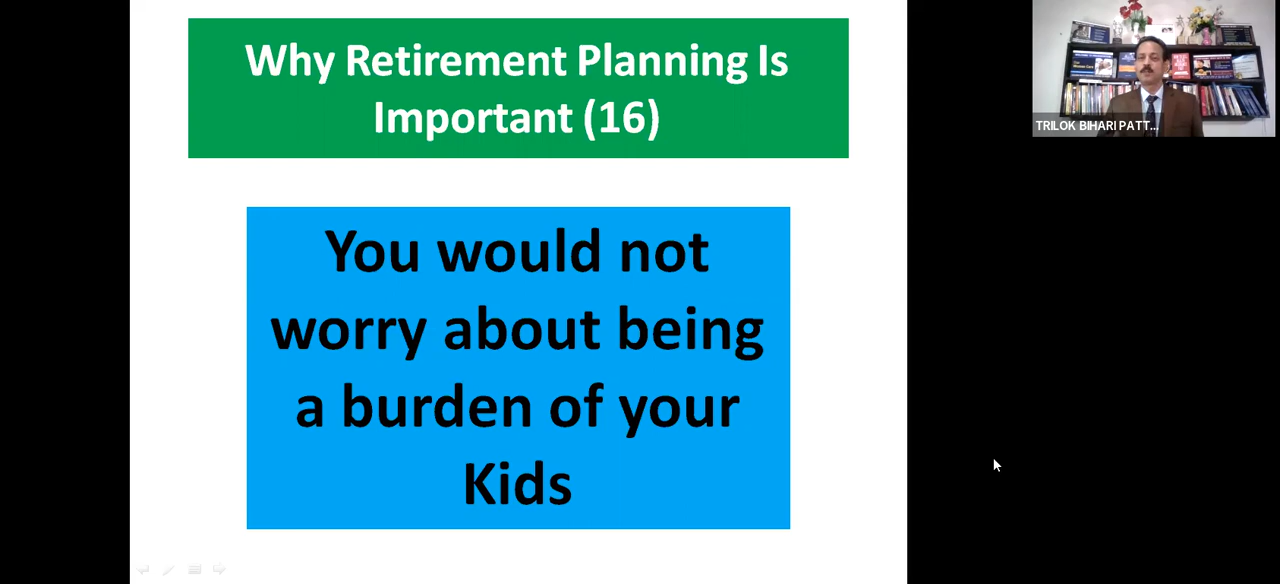 Why Retirement Planning Is
Important (16)
You would not
worry about being
a burden of your
Kids
TRILOK BIHARI PATT...